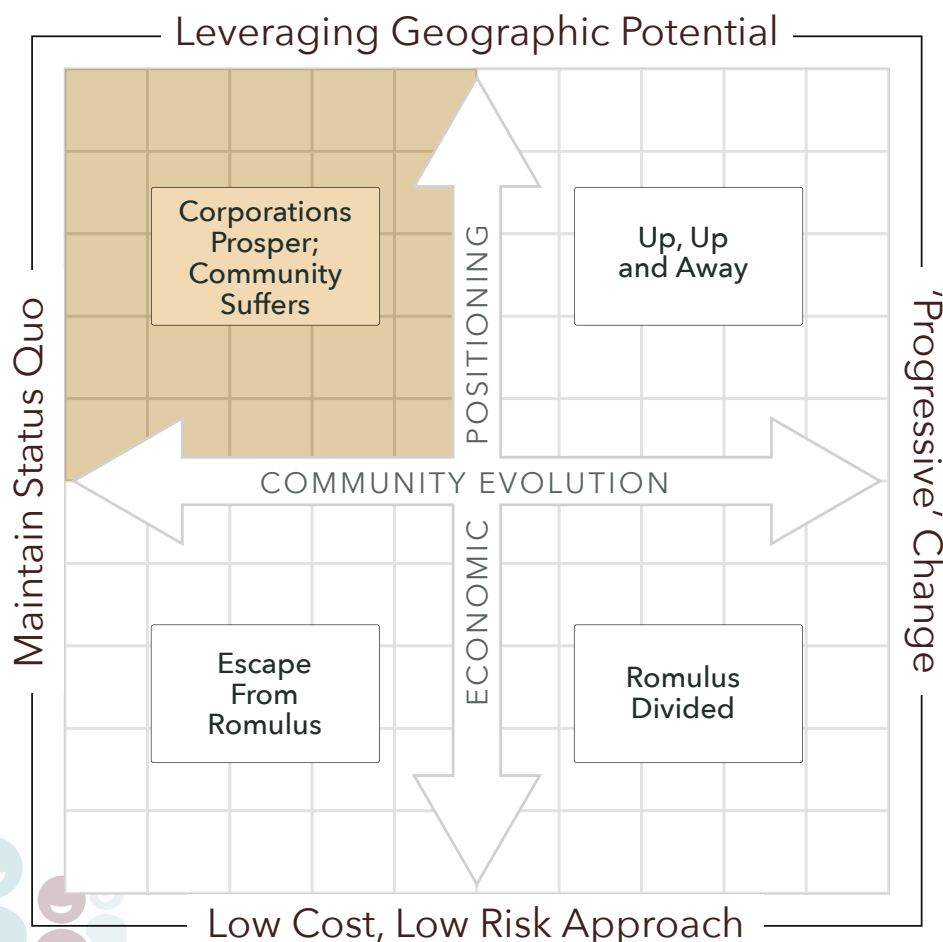 Leveraging Geographic Potential
Corporations
Prosper;
Community
Suffers
Up, Up
and Away
Maintain Status Quo
ECONOMIC POSITIONING
COMMUNITY EVOLUTION
'Progressive' Change
Escape
From
Romulus
Romulus
Divided
Low Cost, Low Risk Approach